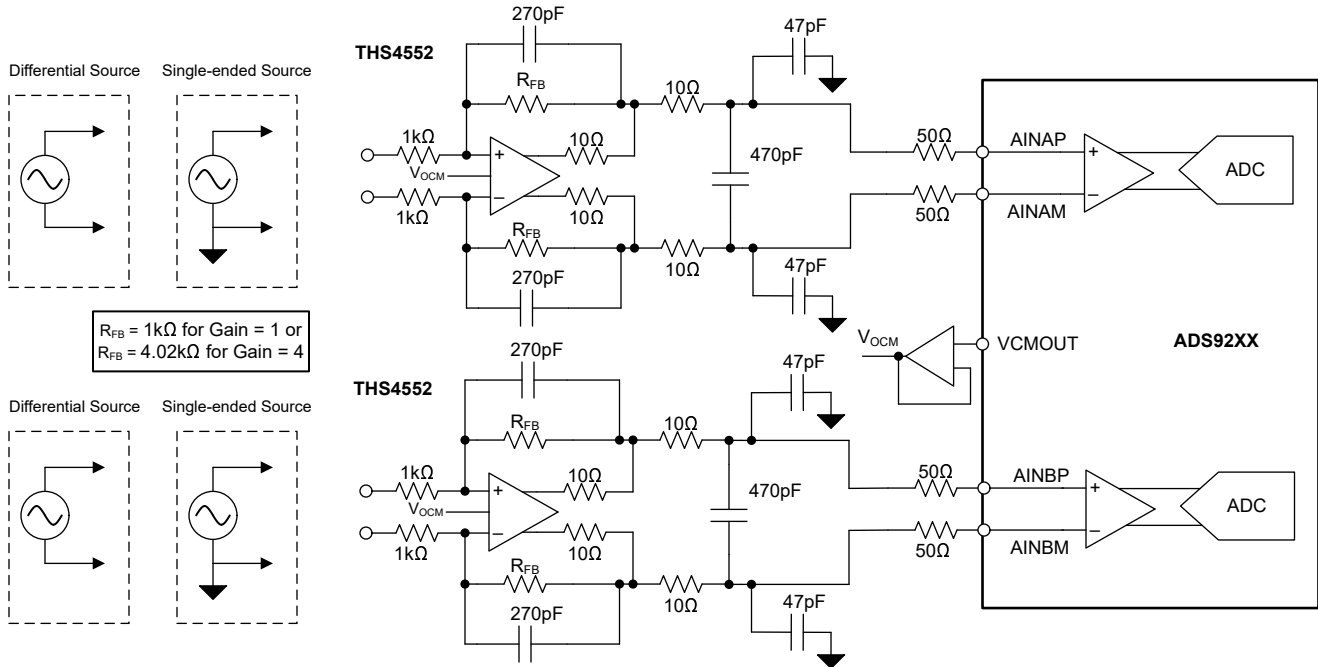 270pF
47pF
THS4552
Differential Source
Single-ended Source
RFB
10Ω
1kΩ
10Ω
50Ω
AINAP
+
+
VOCM
470pF
ADC
−
−
1kΩ
10Ω
50Ω
AINAM
RFB
10Ω
270pF
47pF
RFB = 1kΩ for Gain = 1 or
RFB = 4.02kΩ for Gain = 4
VOCM
VCMOUT
ADS92XX
270pF
47pF
THS4552
Differential Source
Single-ended Source
RFB
10Ω
1kΩ
10Ω
50Ω
AINBP
+
+
VOCM
470pF
ADC
−
−
1kΩ
10Ω
50Ω
AINBM
RFB
10Ω
270pF
47pF